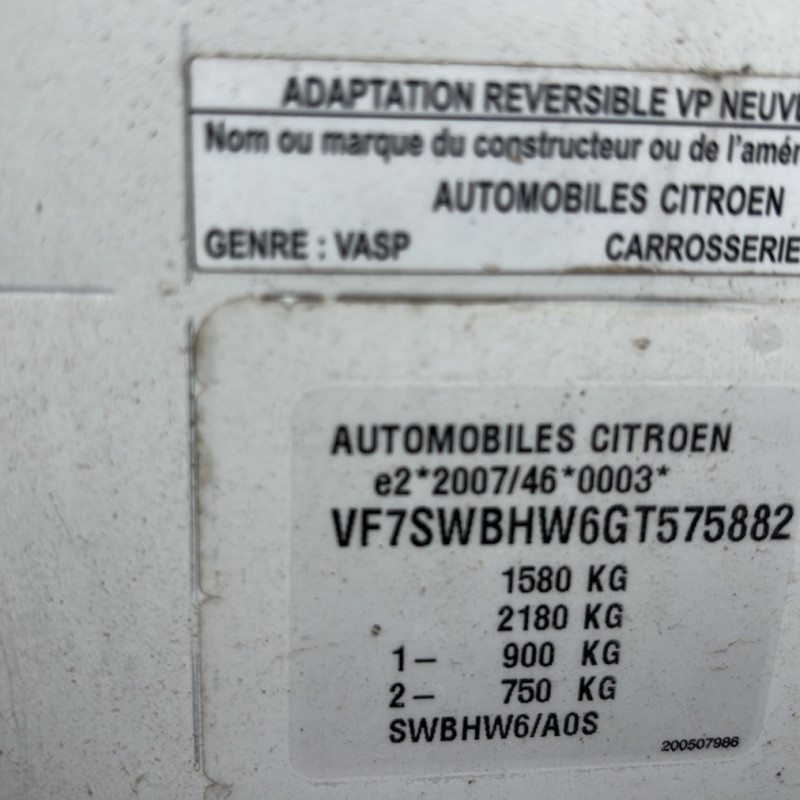 ADAPTATION REVERSIBLE VP NEUVE
Nom ou marque du constructeur ou de l'amén
AUTOMOBILES CITROEN
GENRE : VASP CARROSSERIE
AUTOMOBILES CITROEN
e2*2007/46*0003*
VF7SWBHW6GT575882
1580 KG
2180 KG
1– 900 KG
2– 750 KG
SWBHW6/A0S
200507986